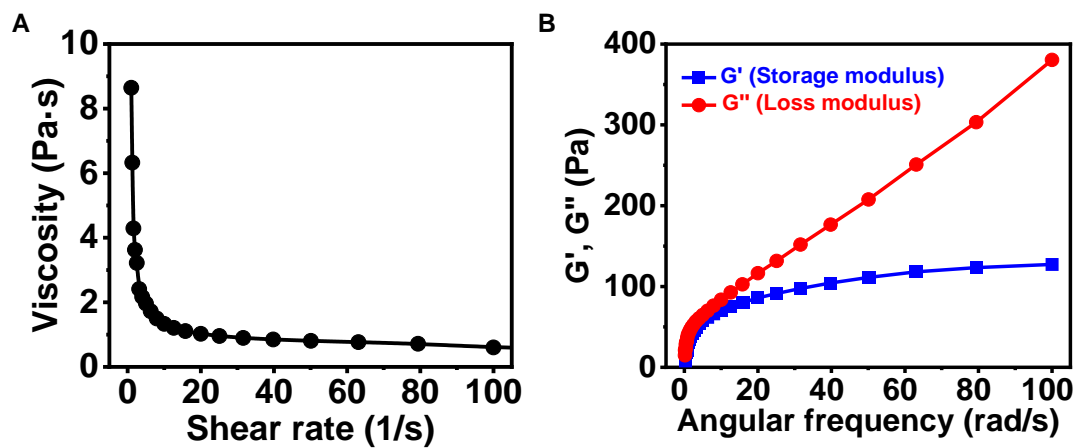 A
Viscosity (Pa·s)
10
8
6
4
2
0
0 20 40 60 80 100
Shear rate (1/s)
B
G', G" (Pa)
400
300
200
100
0
G' (Storage modulus)
G" (Loss modulus)
0 20 40 60 80 100
Angular frequency (rad/s)